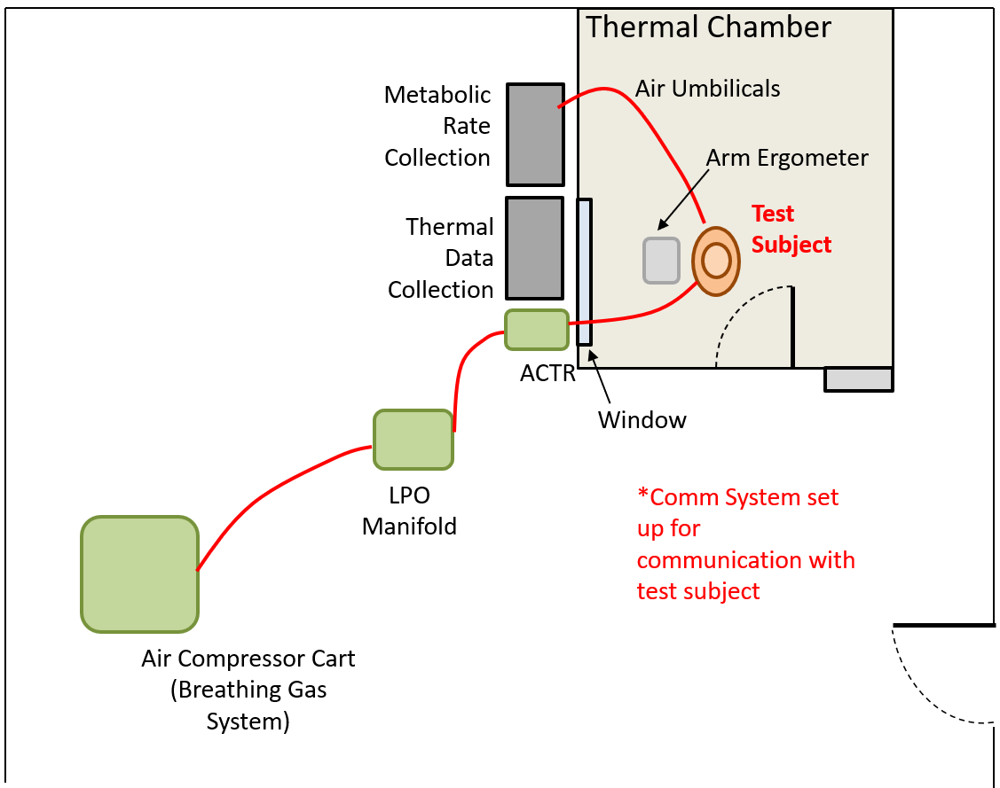 Thermal Chamber
Metabolic
Rate
Collection
Air Umbilicals
Arm Ergometer
Thermal
Data
Collection
Test
Subject
ACTR
Window
LPO
Manifold
*Comm System set
up for
communication with
test subject
Air Compressor Cart
(Breathing Gas
System)